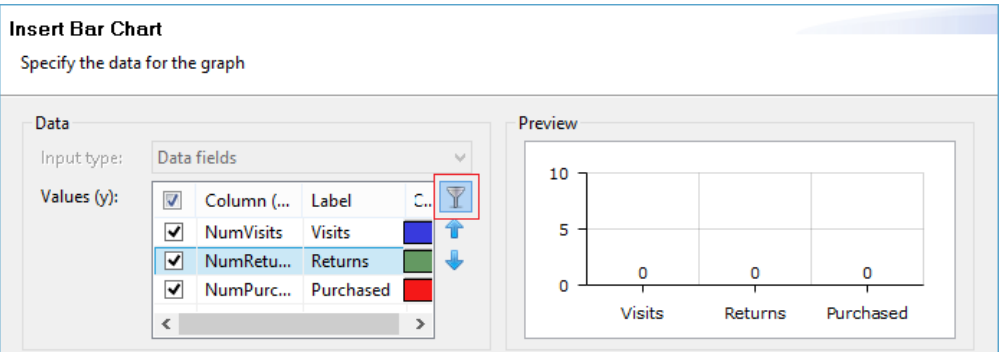 Insert Bar Chart
Specify the data for the graph
Data
Input type: Data fields
Values (y):
Column (... Label C..
NumVisits Visits
NumRetu... Returns
NumPurc... Purchased
Preview
10
5
0
0 0 0
Visits Returns Purchased